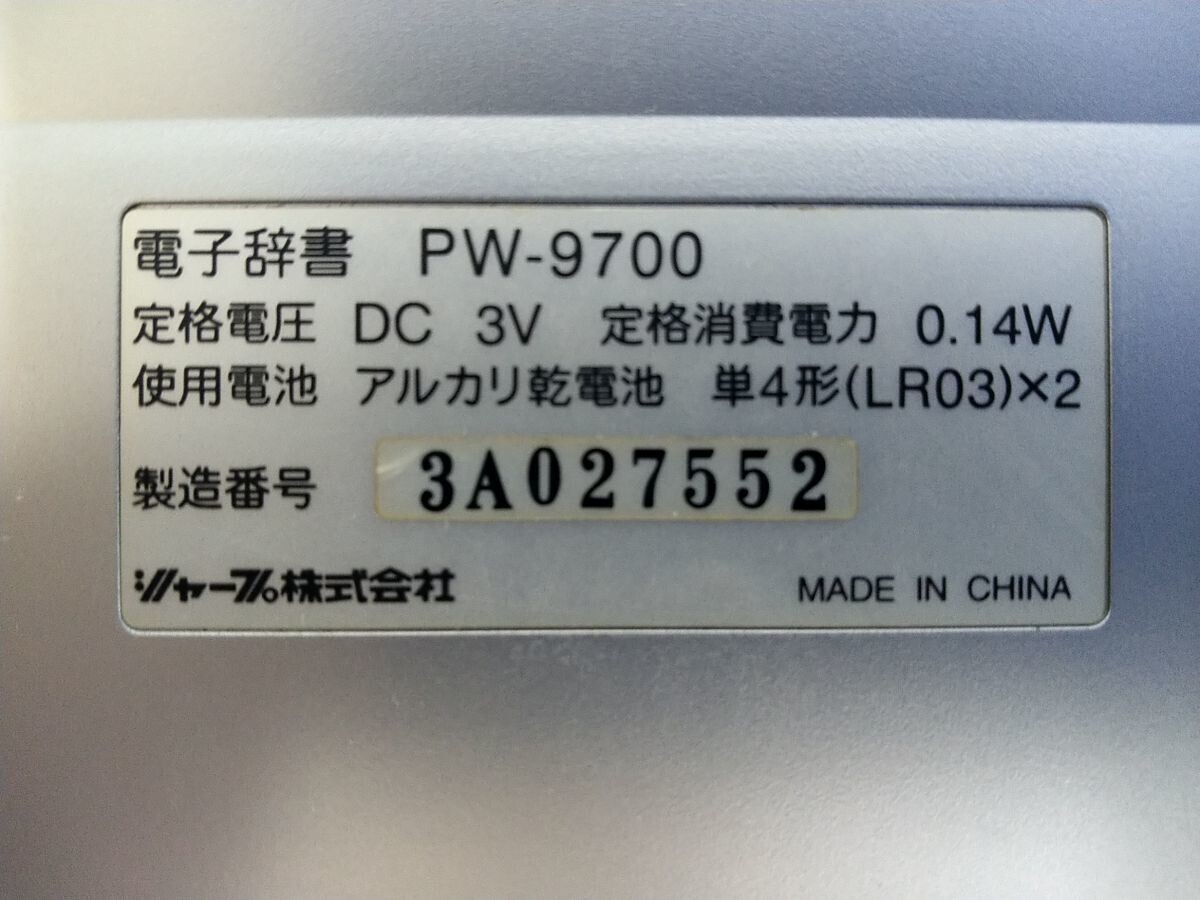 電子辞書 PW-9700
定格電圧 DC 3V 定格消費電力 0.14W
使用電池 アルカリ乾電池 単4形(LR03)×2
製造番号 3A027552
シャープ株式会社 MADE IN CHINA